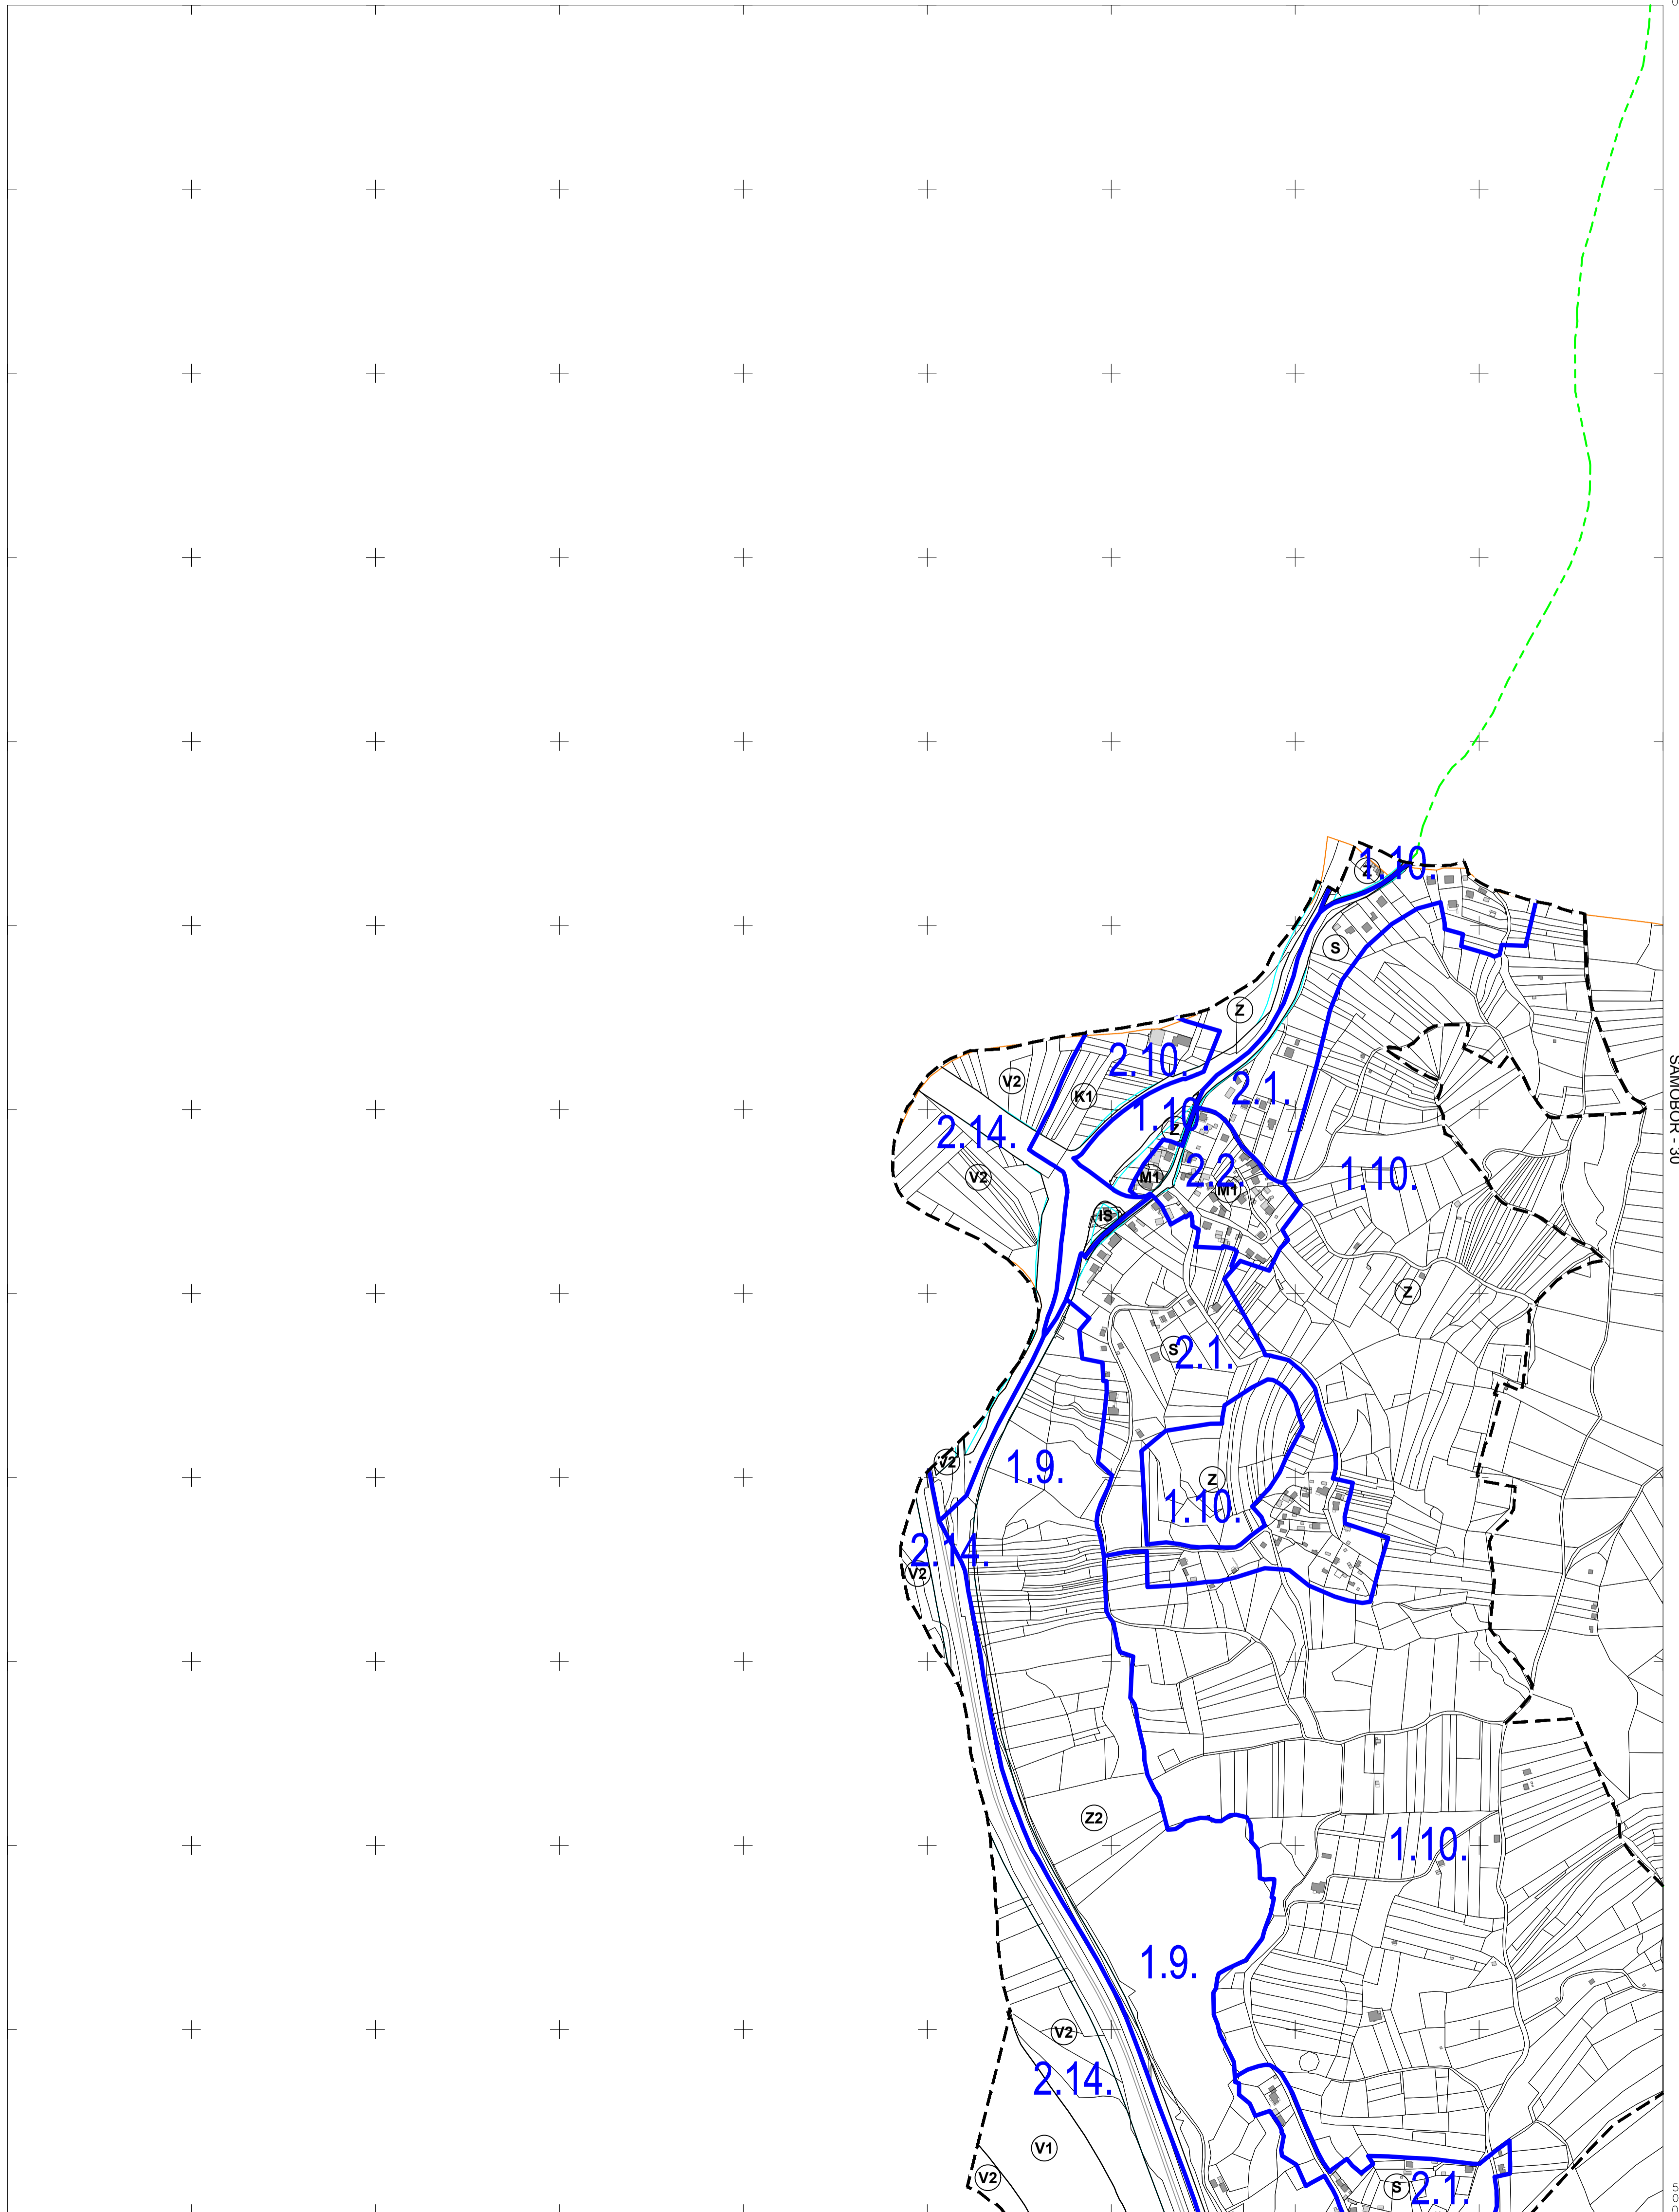 1.10.
Z
S
Z
2.10.
V2
K1
2.1.
1.10.
Z
2.14.
V2
M1
2.2.
M1
1.10.
SAMOBOR - 30
IS
Z
S
2.1.
V2
1.9.
Z
1.10.
2.14.
V2
Z2
1.10.
1.9.
V2
2.14.
V1
V2
S
2.1.